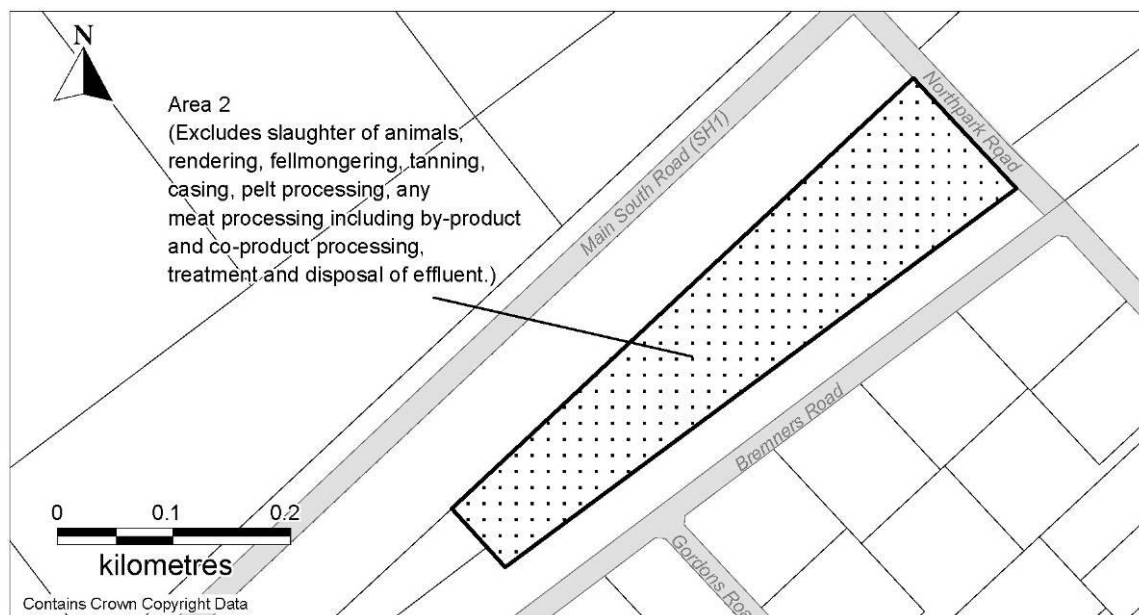 N
Area 2
(Excludes slaughter of animals,
rendering, fellmongering, tanning,
casing, pelt processing, any
meat processing including by-product
and co-product processing,
treatment and disposal of effluent.)
Main South Road (SH1)
Northpark Road
Bremners Road
Gordons Road
0 0.1 0.2
kilometres
Contains Crown Copyright Data